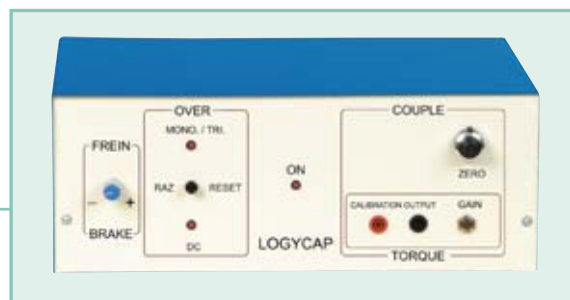 FREIN
- +
BRAKE
OVER
MONO. / TRI.
RAZ RESET
DC
ON
LOGYCAP
COUPLE
ZERO
CALIBRATION OUTPUT GAIN
TORQUE